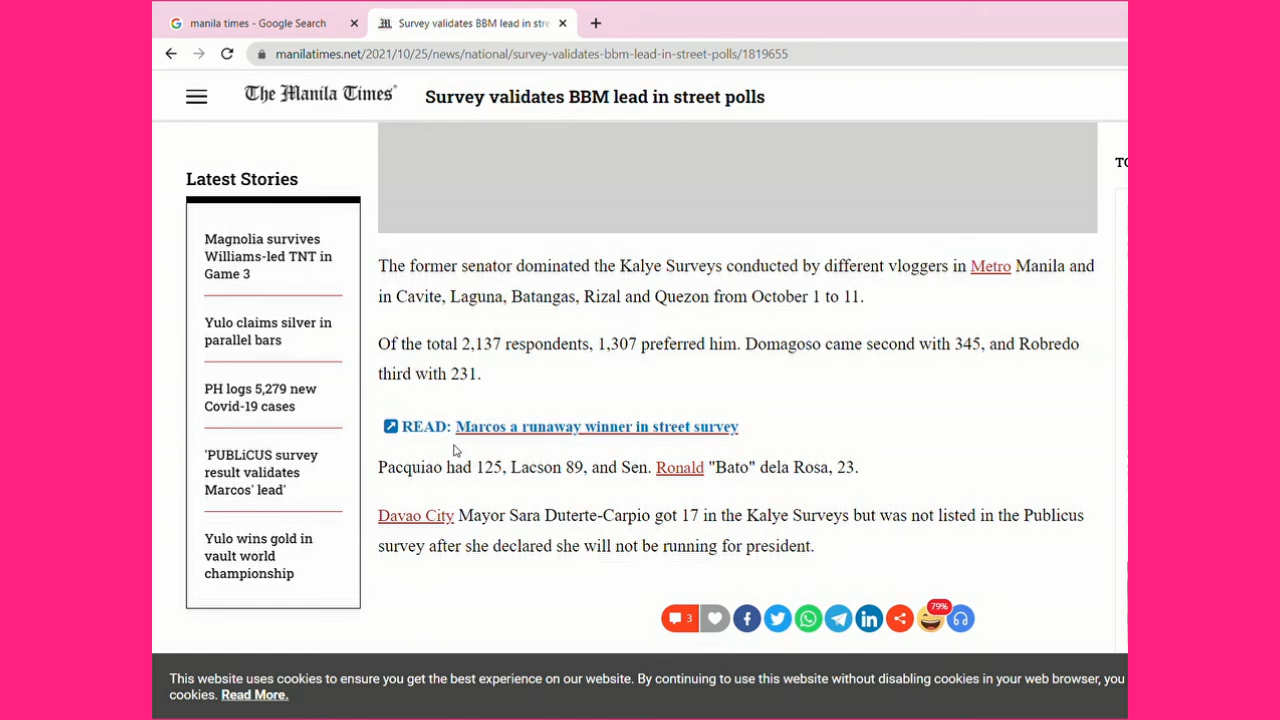 manila times - Google Search
Survey validates BBM lead in stre
manilatimes.net/2021/10/25/news/national/survey-validates-bbm-lead-in-street-polls/1819655
The Manila Times
Survey validates BBM lead in street polls
Latest Stories
Magnolia survives
Williams-led TNT in
Game 3
Yulo claims silver in
parallel bars
PH logs 5,279 new
Covid-19 cases
'PUBLiCUS survey
result validates
Marcos' lead'
Yulo wins gold in
vault world
championship
TO
The former senator dominated the Kalye Surveys conducted by different vloggers in Metro Manila and
in Cavite, Laguna, Batangas, Rizal and Quezon from October 1 to 11.
Of the total 2,137 respondents, 1,307 preferred him. Domagoso came second with 345, and Robredo
third with 231.
READ: Marcos a runaway winner in street survey
Pacquiao had 125, Lacson 89, and Sen. Ronald "Bato" dela Rosa, 23.
Davao City Mayor Sara Duterte-Carpio got 17 in the Kalye Surveys but was not listed in the Publicus
survey after she declared she will not be running for president.
3
79%
This website uses cookies to ensure you get the best experience on our website. By continuing to use this website without disabling cookies in your web browser, you
cookies. Read More.